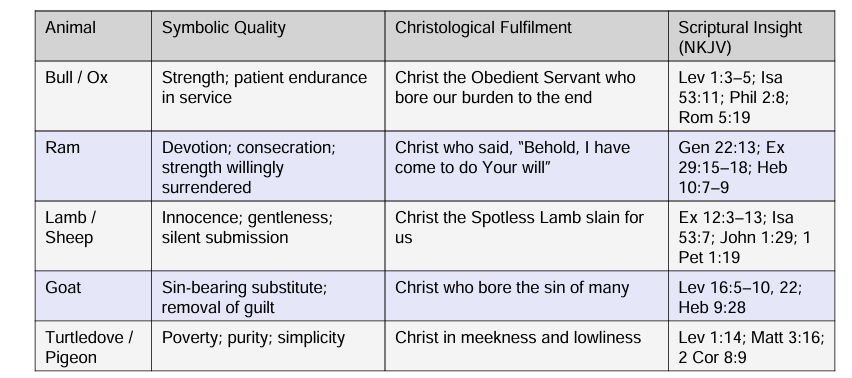 Animal
Symbolic Quality
Christological Fulfilment
Scriptural Insight
(NKJV)
Bull / Ox
Strength; patient endurance
in service
Christ the Obedient Servant who
bore our burden to the end
Lev 1:3–5; Isa
53:11; Phil 2:8;
Rom 5:19
Ram
Devotion; consecration;
strength willingly
surrendered
Christ who said, "Behold, I have
come to do Your will"
Gen 22:13; Ex
29:15–18; Heb
10:7–9
Lamb /
Sheep
Innocence; gentleness;
silent submission
Christ the Spotless Lamb slain for
us
Ex 12:3–13; Isa
53:7; John 1:29; 1
Pet 1:19
Goat
Sin-bearing substitute;
removal of guilt
Christ who bore the sin of many
Lev 16:5–10, 22;
Heb 9:28
Turtledove /
Pigeon
Poverty; purity; simplicity
Christ in meekness and lowliness
Lev 1:14; Matt 3:16;
2 Cor 8:9